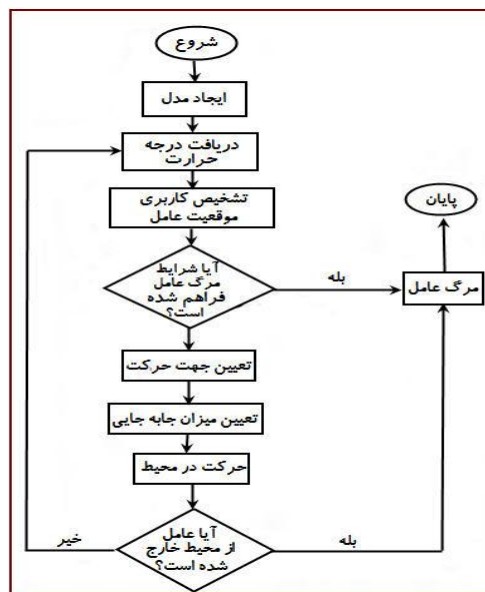 شروع
ایجاد مدل
دریافت درجه
حرارت
تشخیص کاربری
موقعیت عامل
آیا شرایط
مرگ عامل
فراهم شده
است؟
بله
مرگ عامل
پایان
تعیین جهت حرکت
تعیین میزان جابه جایی
حرکت در محیط
آیا عامل
از محیط خارج
شده است؟
خیر
بله